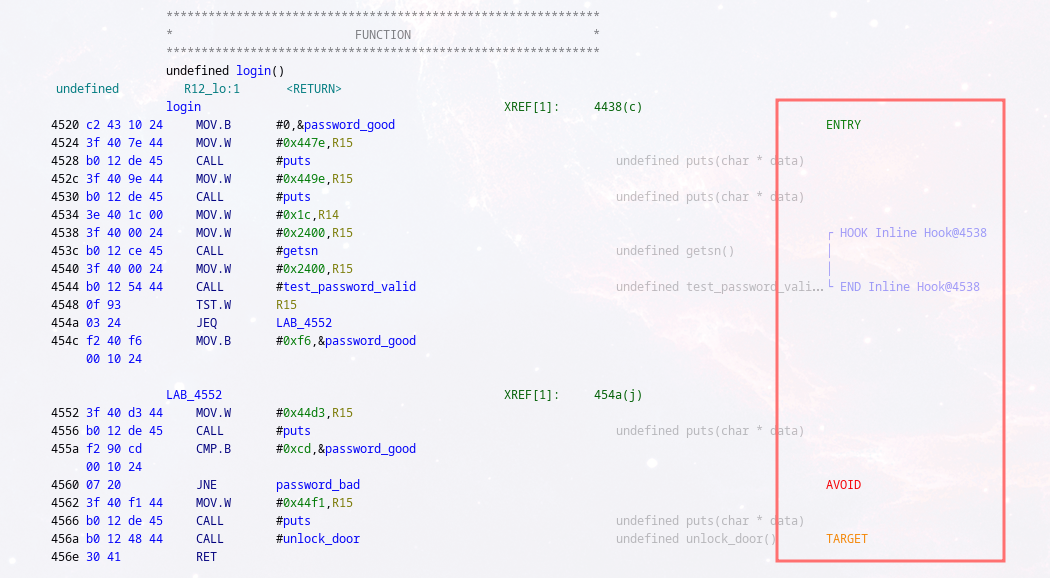 *************************************************************
* FUNCTION *
*************************************************************
undefined login()
undefined R12_lo:1 <RETURN>
login XREF[1]: 4438(c)
4520 c2 43 10 24 MOV.B #0,&password_good ENTRY
4524 3f 40 7e 44 MOV.W #0x447e,R15
4528 b0 12 de 45 CALL #puts undefined puts(char * data)
452c 3f 40 9e 44 MOV.W #0x449e,R15
4530 b0 12 de 45 CALL #puts undefined puts(char * data)
4534 3e 40 1c 00 MOV.W #0x1c,R14
4538 3f 40 00 24 MOV.W #0x2400,R15 ┌ HOOK Inline Hook@4538
453c b0 12 ce 45 CALL #getsn undefined getsn() │
4540 3f 40 00 24 MOV.W #0x2400,R15 │
4544 b0 12 54 44 CALL #test_password_valid undefined test_password_vali... └ END Inline Hook@4538
4548 0f 93 TST.W R15
454a 03 24 JEQ LAB_4552
454c f2 40 f6 MOV.B #0xf6,&password_good
00 10 24
LAB_4552 XREF[1]: 454a(j)
4552 3f 40 d3 44 MOV.W #0x44d3,R15
4556 b0 12 de 45 CALL #puts undefined puts(char * data)
455a f2 90 cd CMP.B #0xcd,&password_good
00 10 24
4560 07 20 JNE password_bad AVOID
4562 3f 40 f1 44 MOV.W #0x44f1,R15
4566 b0 12 de 45 CALL #puts undefined puts(char * data)
456a b0 12 48 44 CALL #unlock_door undefined unlock_door() TARGET
456e 30 41 RET